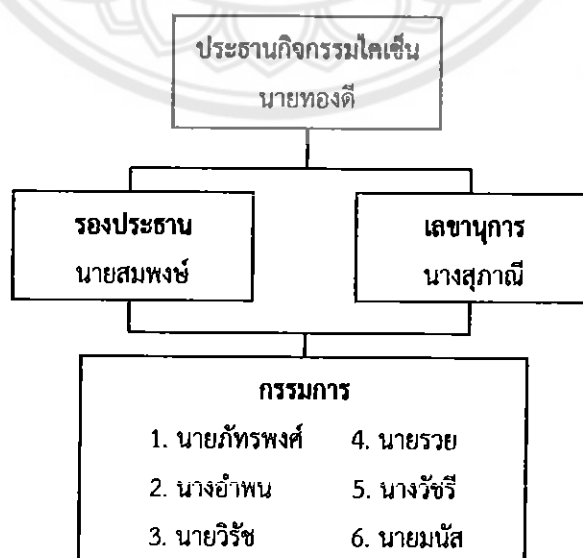 ประธานกิจกรรมไคเซ็น
นายทองดี
รองประธาน
นายสมพงษ์
เลขานุการ
นางสุภาณี
กรรมการ
1. นายภัทรพงศ์ 4. นายรวย
2. นางอำพน 5. นางวัชรี
3. นายวิรัช 6. นายมนัส